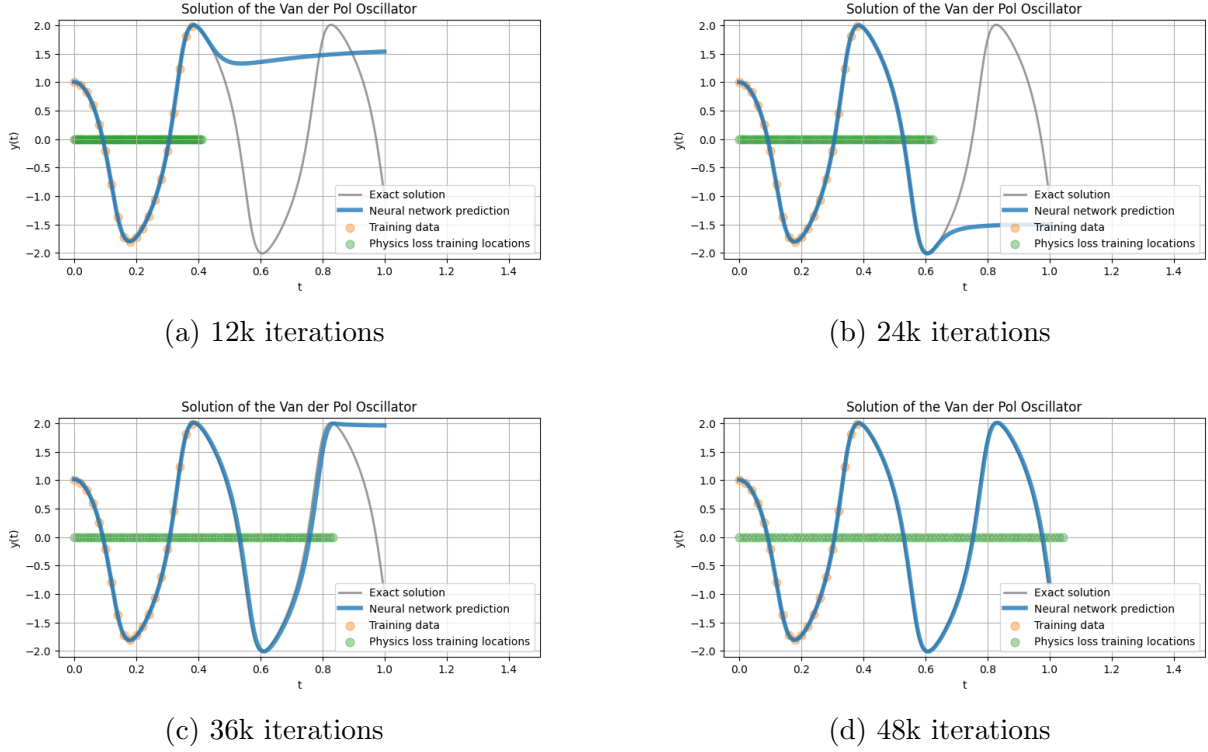 Solution of the Van der Pol Oscillator
2.0
1.5
1.0
0.5
0.0
−0.5
−1.0
−1.5
−2.0
y(t)
Exact solution
Neural network prediction
Training data
Physics loss training locations
0.0 0.2 0.4 0.6 0.8 1.0 1.2 1.4
t
(a) 12k iterations
Solution of the Van der Pol Oscillator
2.0
1.5
1.0
0.5
0.0
−0.5
−1.0
−1.5
−2.0
y(t)
Exact solution
Neural network prediction
Training data
Physics loss training locations
0.0 0.2 0.4 0.6 0.8 1.0 1.2 1.4
t
(b) 24k iterations
Solution of the Van der Pol Oscillator
2.0
1.5
1.0
0.5
0.0
−0.5
−1.0
−1.5
−2.0
y(t)
Exact solution
Neural network prediction
Training data
Physics loss training locations
0.0 0.2 0.4 0.6 0.8 1.0 1.2 1.4
t
(c) 36k iterations
Solution of the Van der Pol Oscillator
2.0
1.5
1.0
0.5
0.0
−0.5
−1.0
−1.5
−2.0
y(t)
Exact solution
Neural network prediction
Training data
Physics loss training locations
0.0 0.2 0.4 0.6 0.8 1.0 1.2 1.4
t
(d) 48k iterations